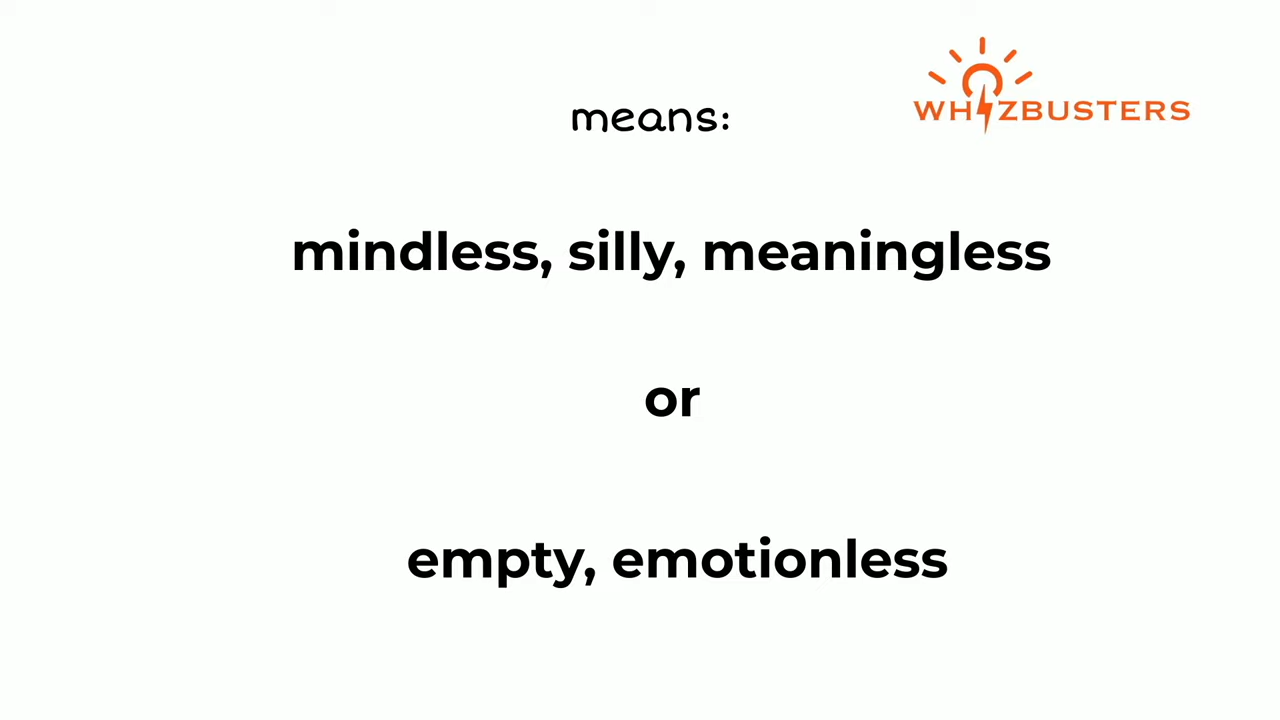 WHIZBUSTERS
means:
mindless, silly, meaningless
or
empty, emotionless